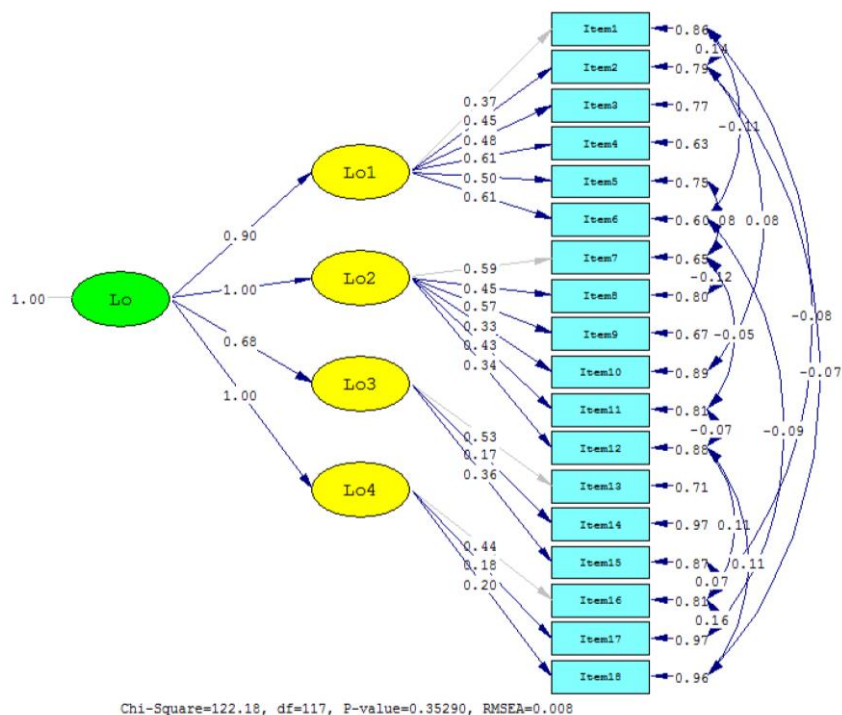 Item1
0.86
0.14
Item2
0.79
0.37
0.45
Item3
0.77
0.48
-0.11
Item4
0.63
0.61
Lo1
Item5
0.75
0.50
0.61
Item6
0.60
0.08
0.08
0.90
Item7
0.65
0.59
Lo2
-0.12
0.45
Item8
0.80
1.00
Lo
1.00
0.57
-0.08
0.33
Item9
0.67
-0.05
0.43
0.68
0.34
Item10
0.89
-0.07
Lo3
1.00
Item11
0.81
-0.07
-0.09
0.53
Item12
0.88
0.17
0.36
Item13
0.71
Lo4
Item14
0.97
0.11
0.44
Item15
0.87
0.11
0.18
0.07
0.20
Item16
0.81
0.16
Item17
0.97
Item18
0.96
Chi-Square=122.18, df=117, P-value=0.35290, RMSEA=0.008